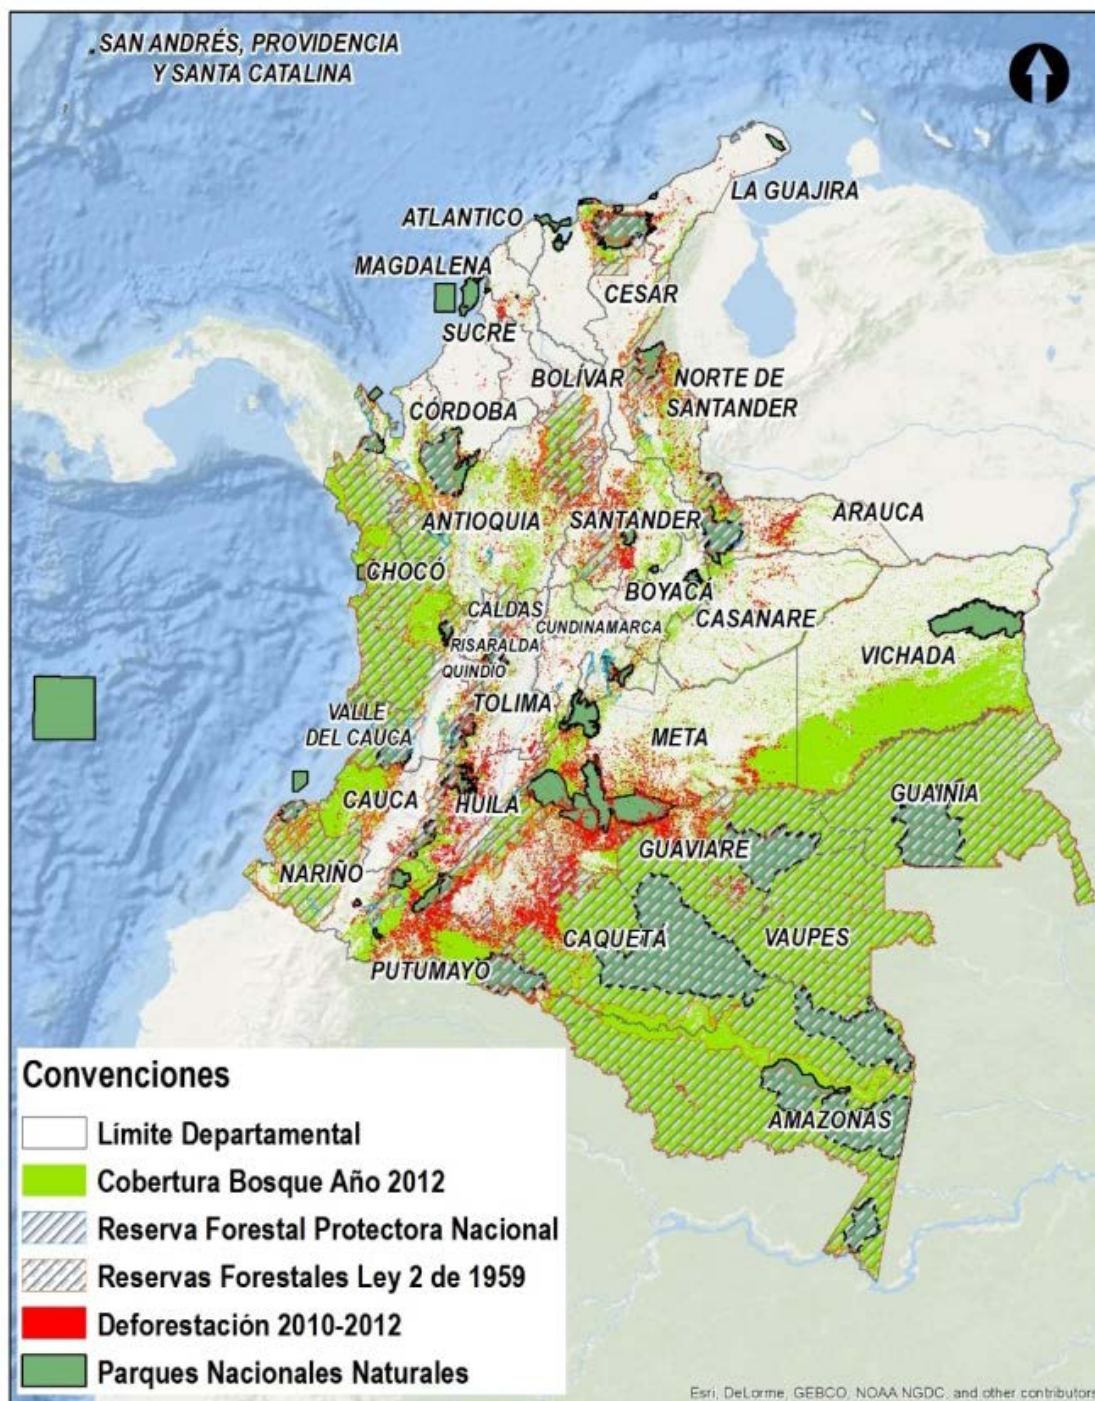 SAN ANDRÉS, PROVIDENCIA
Y SANTA CATALINA
LA GUAJIRA
ATLANTICO
MAGDALENA
CESAR
SUCRE
BOLÍVAR
NORTE DE
SANTANDER
CÓRDOBA
ANTIOQUIA
SANTANDER
ARAUCA
CHOCÓ
BOYACÁ
CALDAS
CUNDINAMARCA
CASANARE
RISARALDA
QUINDIO
VICHADA
TOLIMA
VALLE
DEL CAUCA
META
CAUCA
HUILA
GUAINÍA
GUAVIARE
NARIÑO
CAQUETÁ
VAUPES
PUTUMAYO
AMAZONAS
Convenciones
Límite Departamental
Cobertura Bosque Año 2012
Reserva Forestal Protectora Nacional
Reservas Forestales Ley 2 de 1959
Deforestación 2010-2012
Parques Nacionales Naturales
Esri, DeLorme, GEBCO, NOAA NGDC, and other contributors